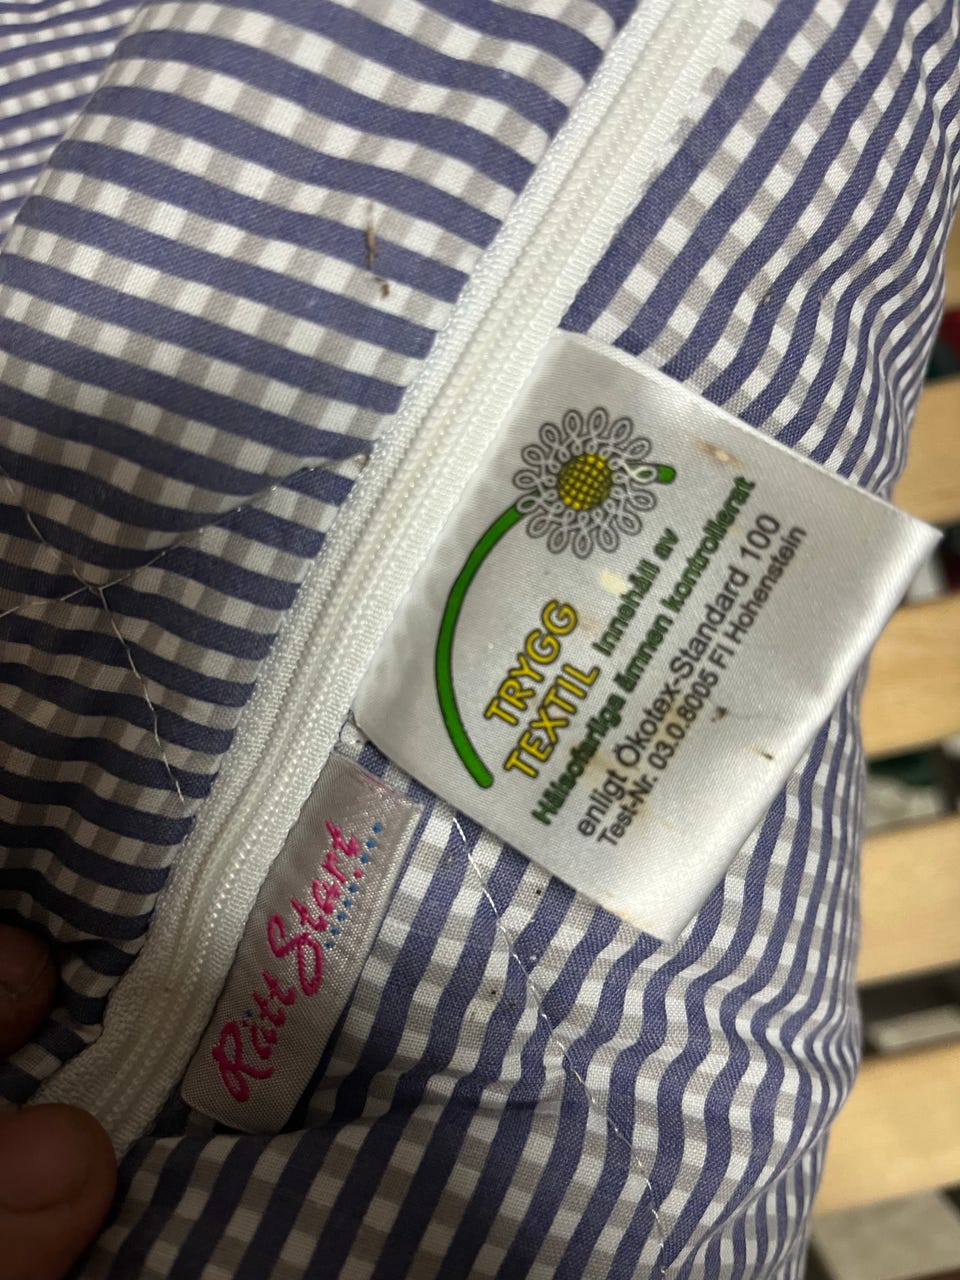 TRYGG
TEXTIL
Innehåll av
Hälsofarliga ämnen kontrollerat
enligt Ökotex-Standard 100
Test-Nr. 03.0.8005 FI Hohenstein
Rätt Start